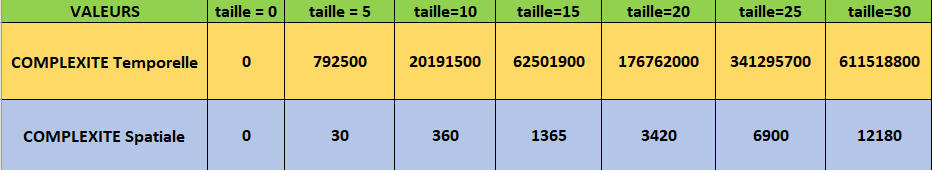 VALEURS taille = 0 taille = 5 taille=10 taille=15 taille=20 taille=25 taille=30
COMPLEXITE Temporelle 0 792500 20191500 62501900 176762000 341295700 611518800
COMPLEXITE Spatiale 0 30 360 1365 3420 6900 12180